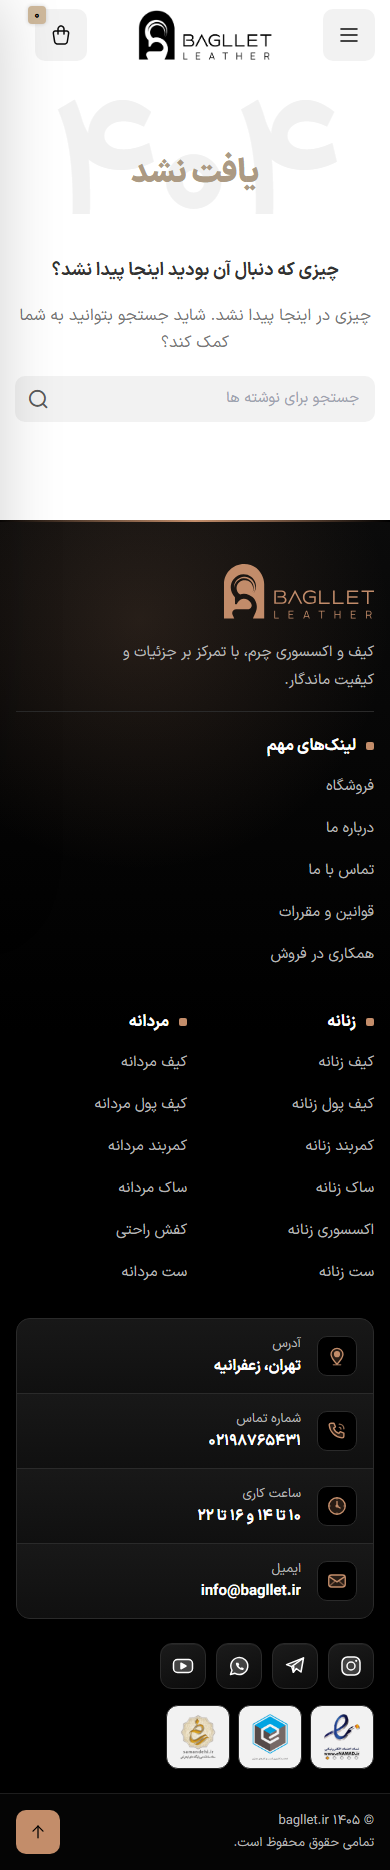 ۰
BAGLLET
LEATHER
۴۰۴
یافت نشد
چیزی که دنبال آن بودید اینجا پیدا نشد؟
چیزی در اینجا پیدا نشد. شاید جستجو بتوانید به شما
کمک کند؟
جستجو برای نوشته ها
BAGLLET
LEATHER
کیف و اکسسوری چرم، با تمرکز بر جزئیات و
کیفیت ماندگار.
لینک‌های مهم
فروشگاه
درباره ما
تماس با ما
قوانین و مقررات
همکاری در فروش
زنانه
کیف زنانه
کیف پول زنانه
کمربند زنانه
ساک زنانه
اکسسوری زنانه
ست زنانه
مردانه
کیف مردانه
کیف پول مردانه
کمربند مردانه
ساک مردانه
کفش راحتی
ست مردانه
آدرس
تهران، زعفرانیه
شماره تماس
۰۲۱۹۸۷۶۵۴۳۱
ساعت کاری
۱۰ تا ۱۴ و ۱۶ تا ۲۲
ایمیل
info@bagllet.ir
www.eNAMAD.ir
samandehi.ir
© ۱۴۰۵ bagllet.ir
تمامی حقوق محفوظ است.